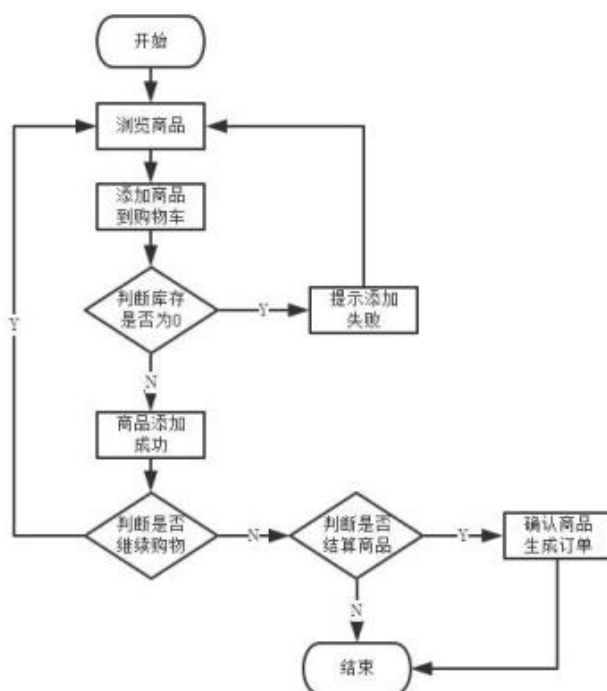 开始
浏览商品
添加商品
到购物车
判断库存
是否为0
Y
提示添加
失败
Y
N
商品添加
成功
判断是否
继续购物
N
判断是否
结算商品
Y
确认商品
生成订单
N
结束